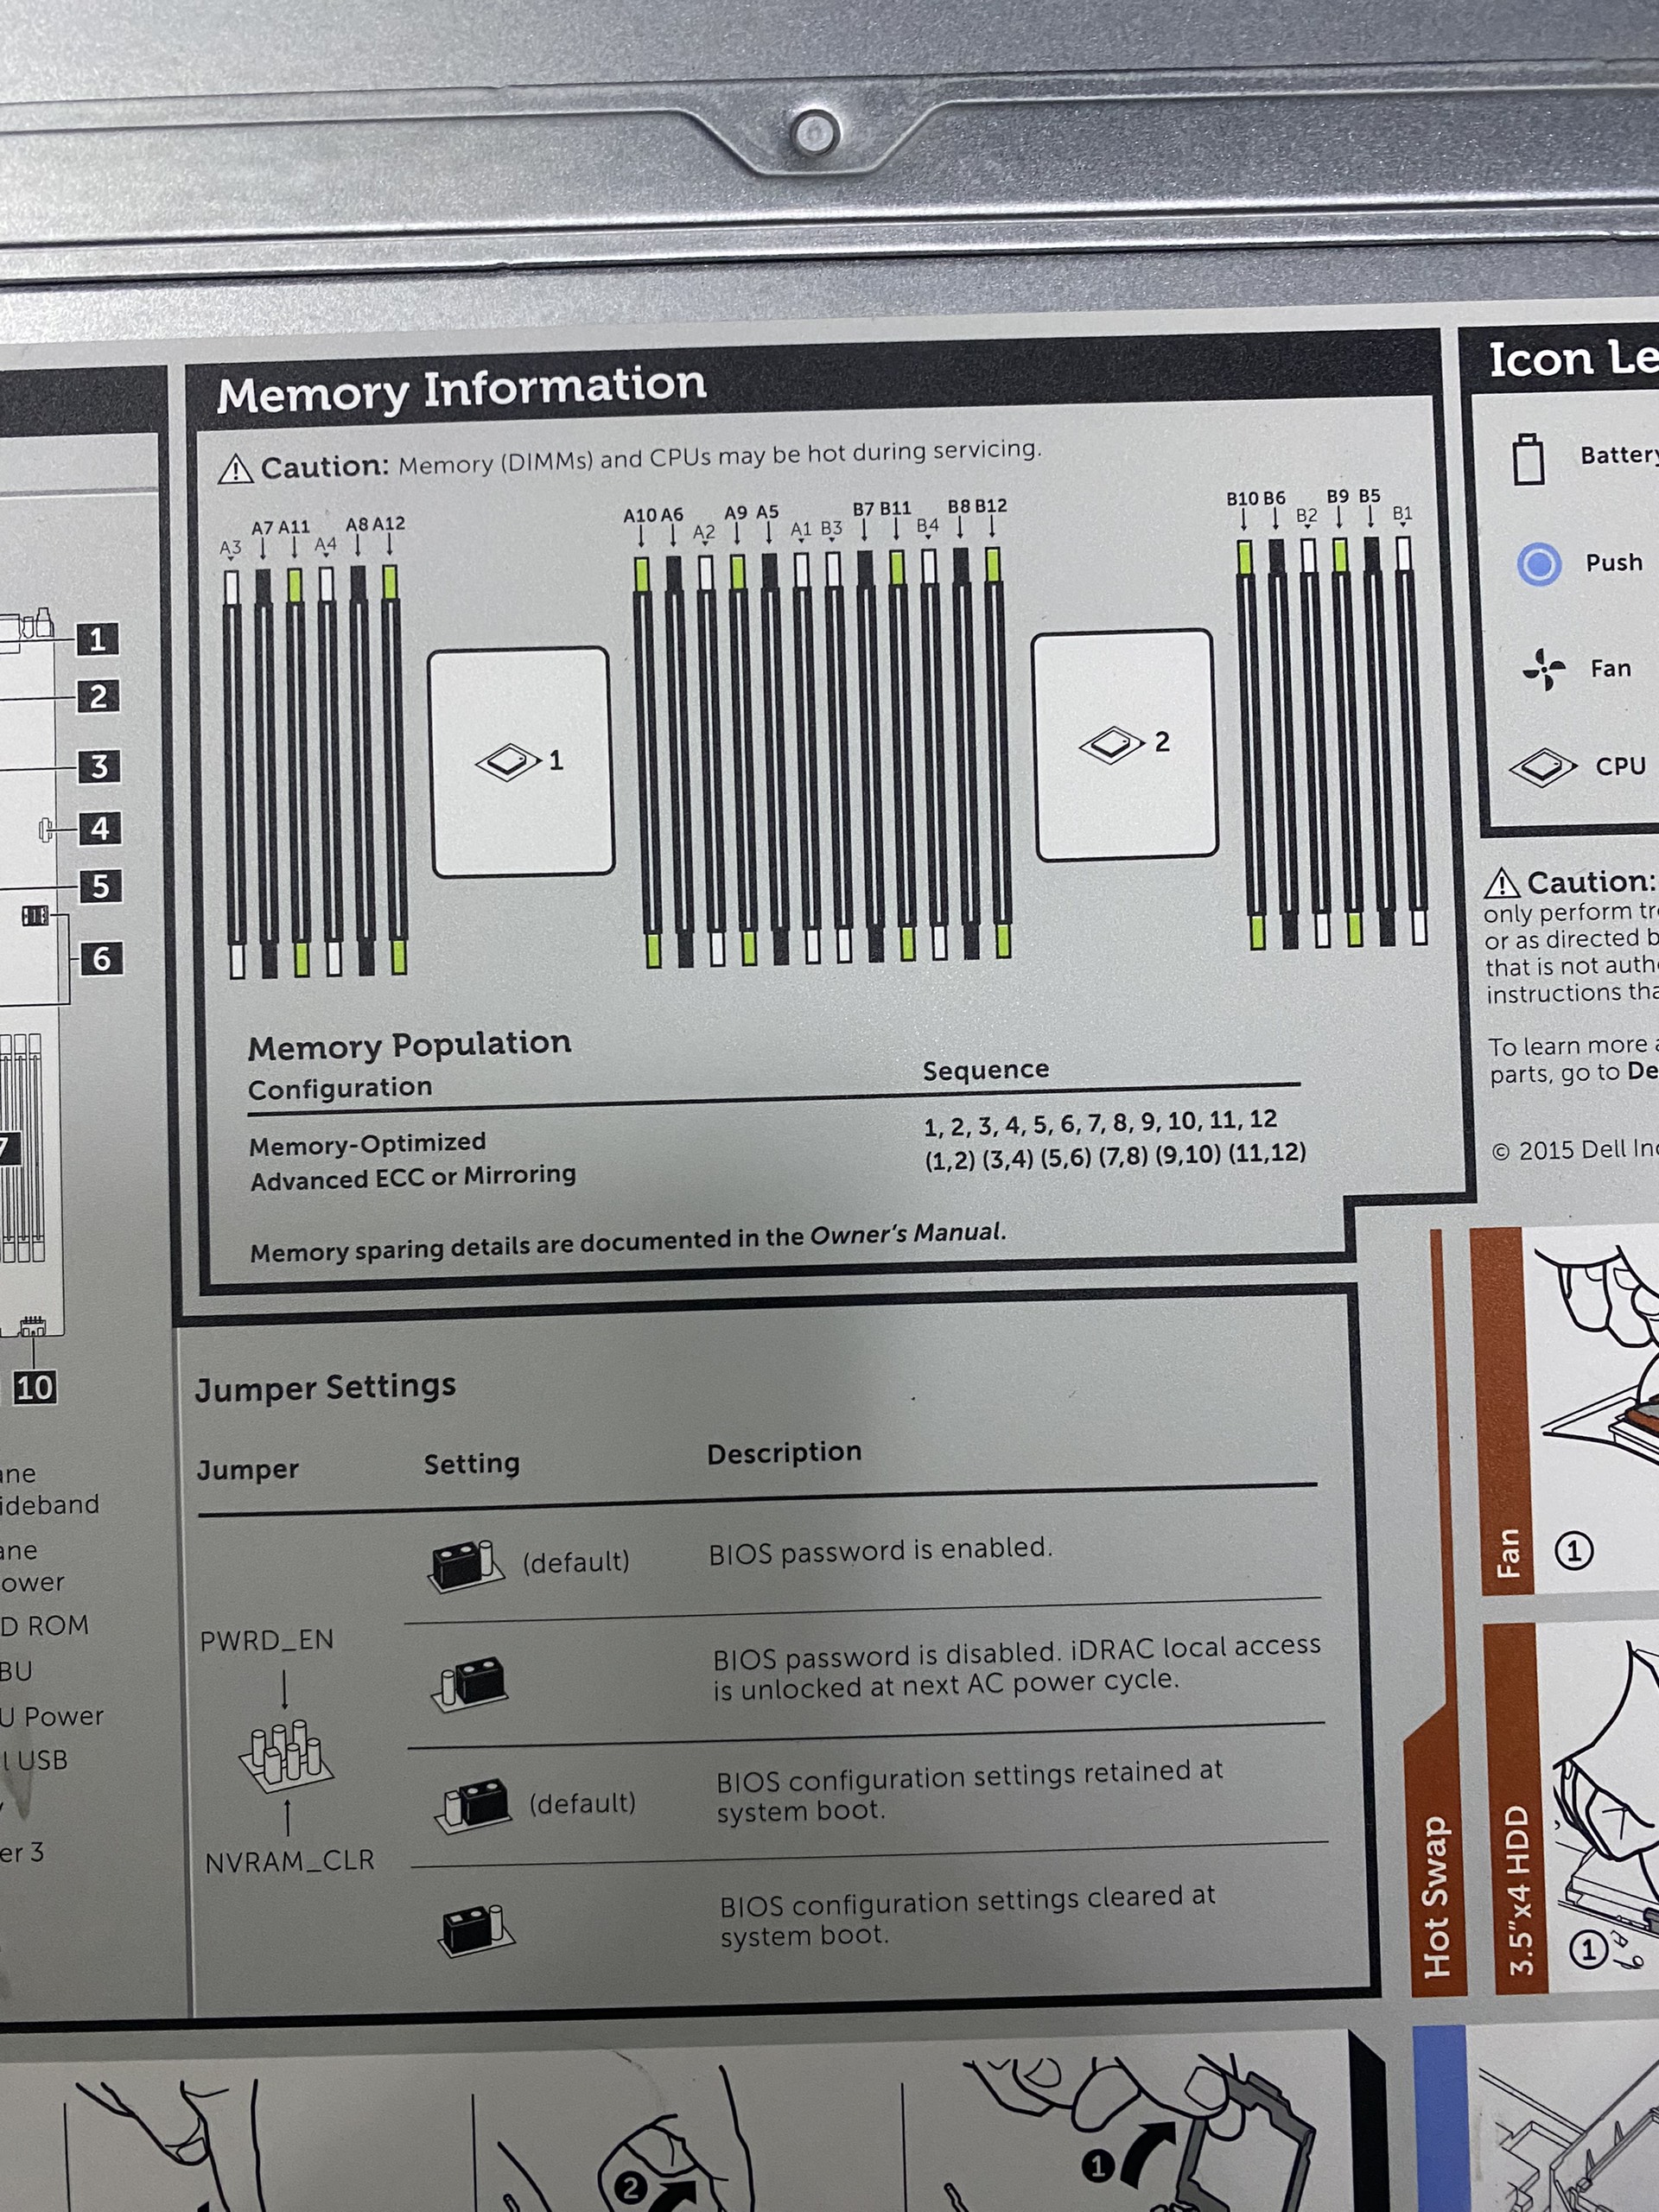 Memory Information
Caution: Memory (DIMMs) and CPUs may be hot during servicing.
A3 A7 A11 A4 A8 A12
A10 A6 A2 A9 A5 A1 B3 B7 B11 B4 B8 B12
B10 B6 B2 B9 B5 B1
1
2
Memory Population
Configuration Sequence
Memory-Optimized 1, 2, 3, 4, 5, 6, 7, 8, 9, 10, 11, 12
Advanced ECC or Mirroring (1,2) (3,4) (5,6) (7,8) (9,10) (11,12)
Memory sparing details are documented in the Owner's Manual.
Jumper Settings
Jumper Setting Description
PWRD_EN
NVRAM_CLR
(default) BIOS password is enabled.
BIOS password is disabled. iDRAC local access
is unlocked at next AC power cycle.
(default) BIOS configuration settings retained at
system boot.
BIOS configuration settings cleared at
system boot.
1
2
3
4
5
6
7
10
ane
ideband
ane
ower
D ROM
BU
U Power
l USB
er 3
Icon Le
Battery
Push
Fan
CPU
Caution:
only perform tr
or as directed b
that is not auth
instructions tha
To learn more a
parts, go to De
© 2015 Dell Inc
Hot Swap
Fan
1
3.5"x4 HDD
1
2
1